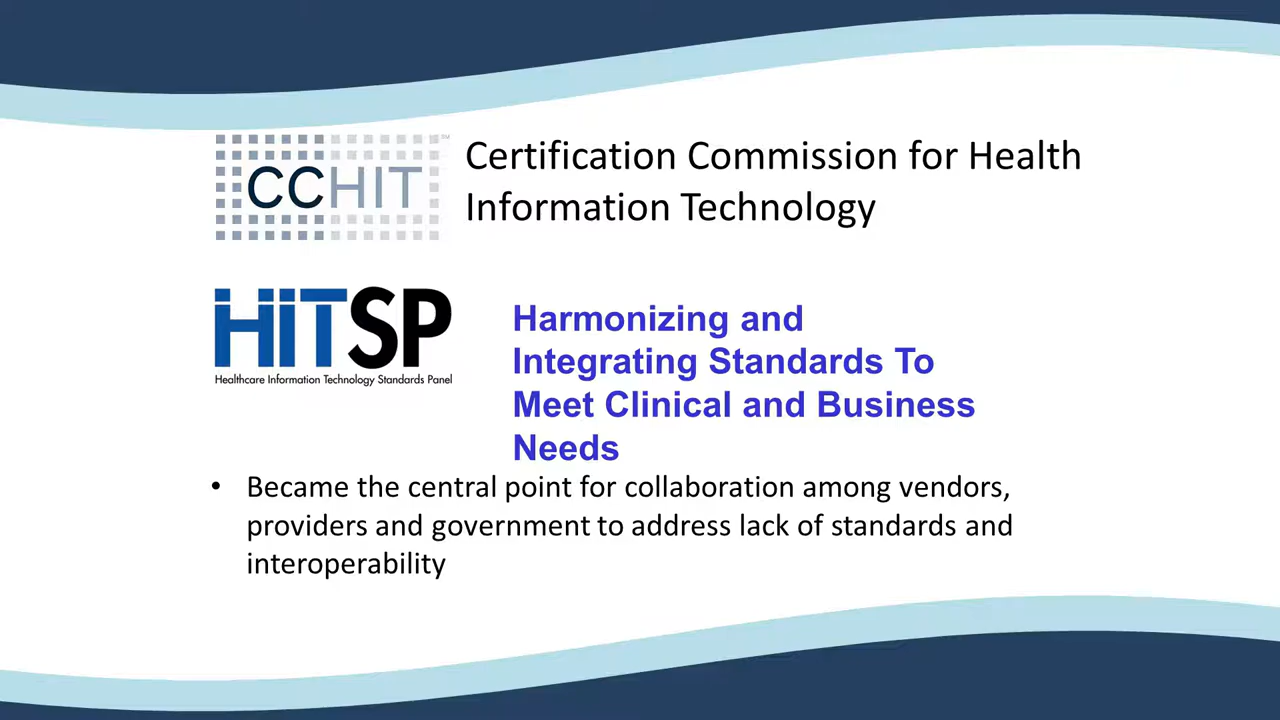 CCHIT™
Certification Commission for Health
Information Technology
HiTSP
Healthcare Information Technology Standards Panel
Harmonizing and
Integrating Standards To
Meet Clinical and Business
Needs
• Became the central point for collaboration among vendors,
providers and government to address lack of standards and
interoperability